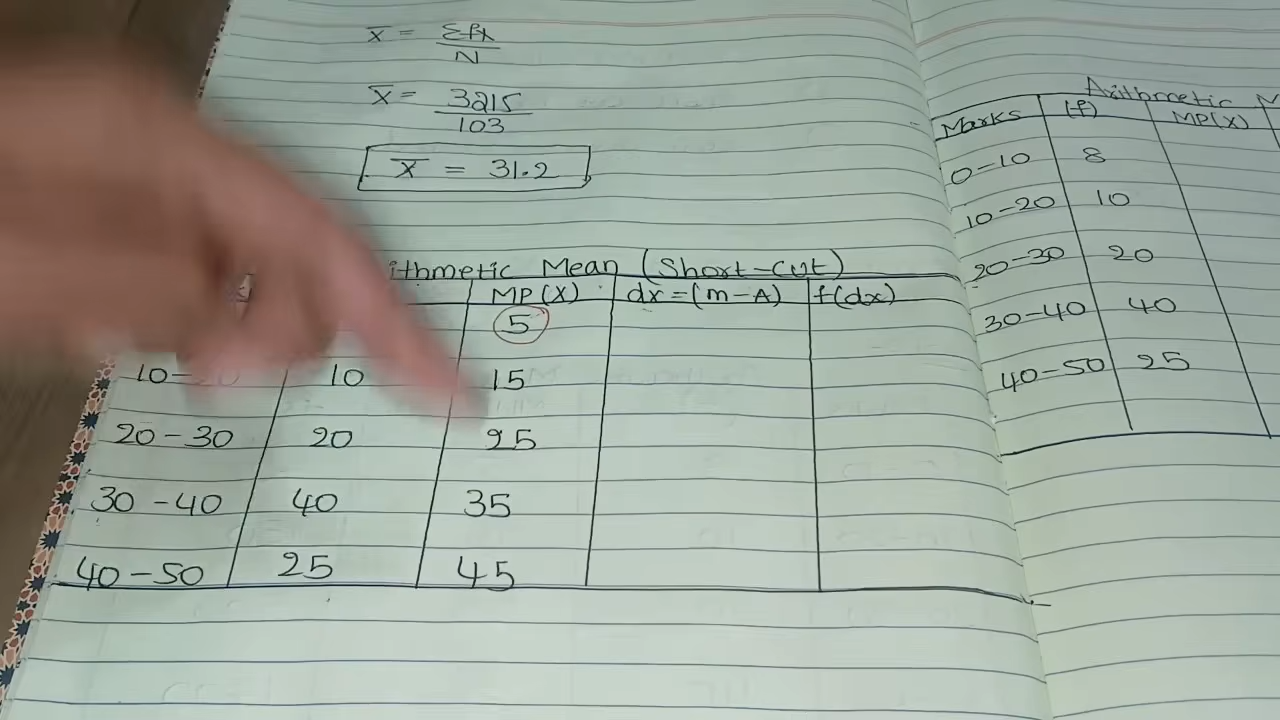 x̄ = Σfx
N
x̄ = 3215
103
x̄ = 31.2
ithmetic Mean (Short-Cut)
MP(X) dx=(m-A) f(dx)
5
10- 10 15
20-30 20 25
30-40 40 35
40-50 25 45
Arithmetic M
Marks (f) MP(X)
0-10 8
10-20 10
20-30 20
30-40 40
40-50 25